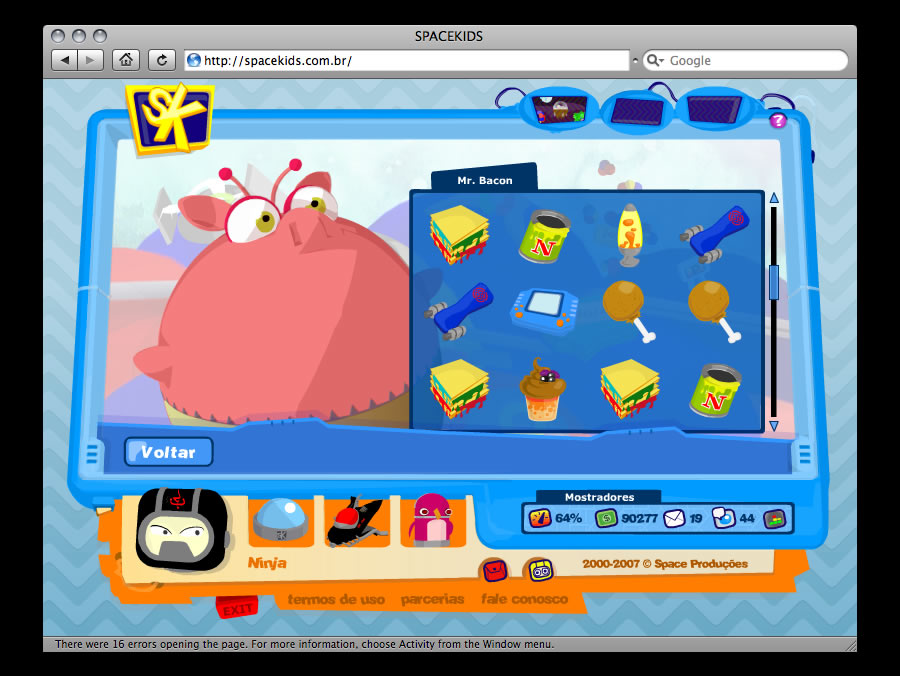 SPACEKIDS
http://spacekids.com.br/
Google
SK
?
Mr. Bacon
N
N
Voltar
Mostradores
64% 90277 19 44
Ninja
2000-2007 © Space Produções
EXIT
termos de uso parcerias fale conosco
There were 16 errors opening the page. For more information, choose Activity from the Window menu.